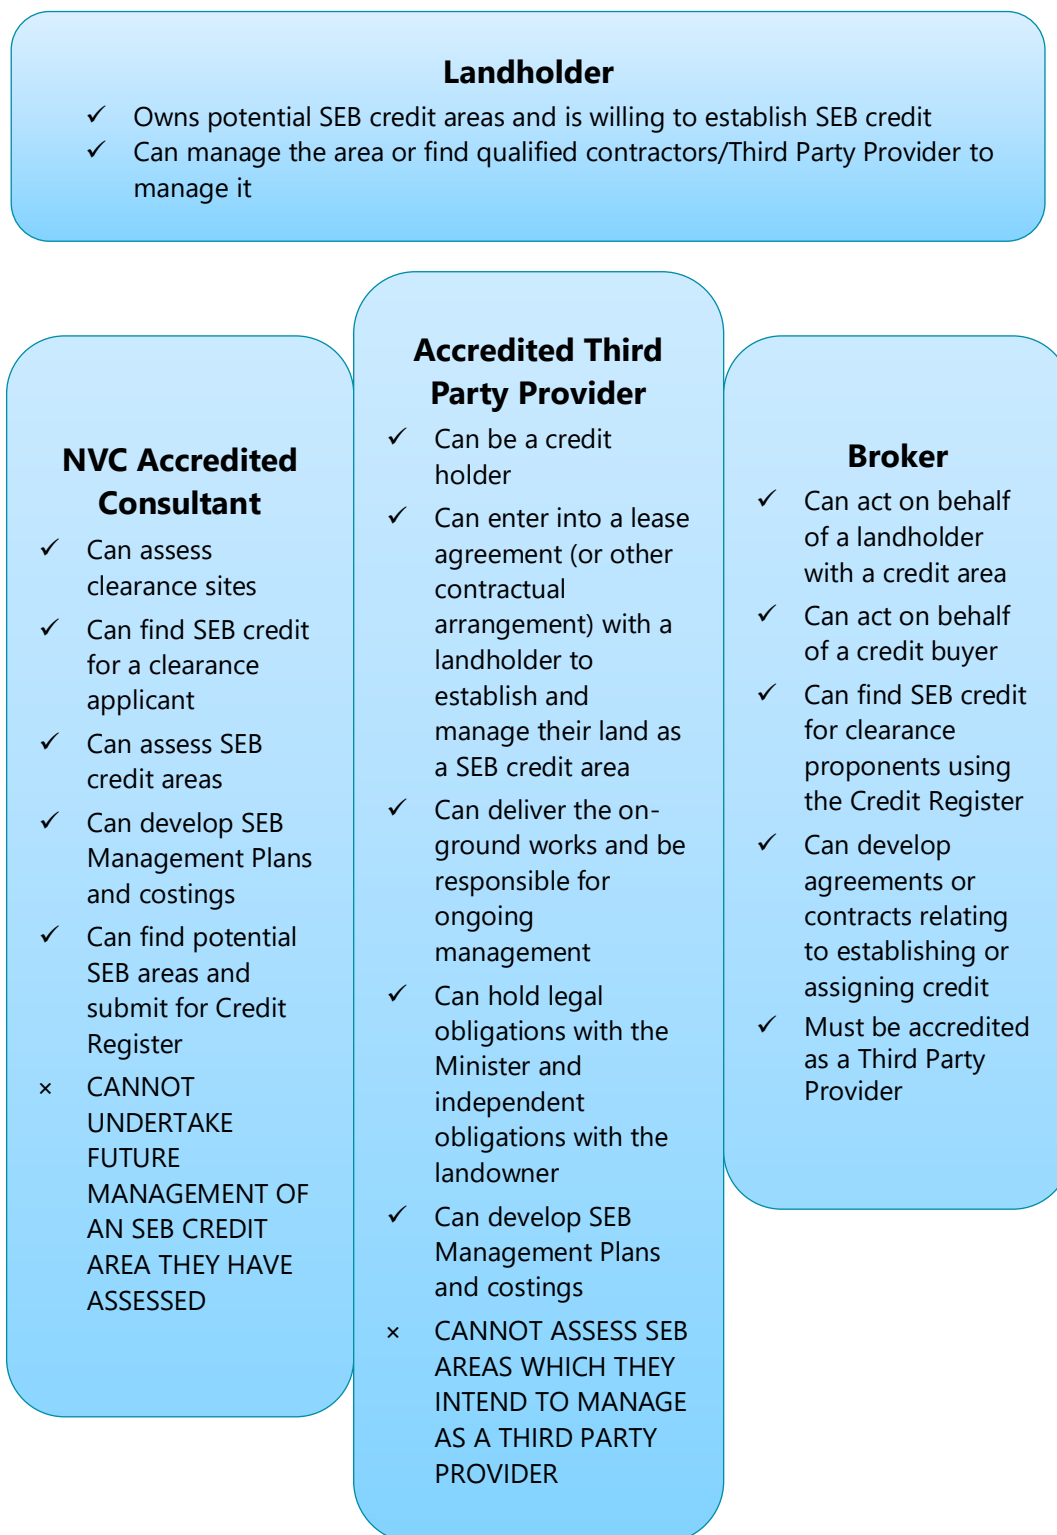 Landholder
✓ Owns potential SEB credit areas and is willing to establish SEB credit
✓ Can manage the area or find qualified contractors/Third Party Provider to
manage it
NVC Accredited
Consultant
✓ Can assess
clearance sites
✓ Can find SEB credit
for a clearance
applicant
✓ Can assess SEB
credit areas
✓ Can develop SEB
Management Plans
and costings
✓ Can find potential
SEB areas and
submit for Credit
Register
× CANNOT
UNDERTAKE
FUTURE
MANAGEMENT OF
AN SEB CREDIT
AREA THEY HAVE
ASSESSED
Accredited Third
Party Provider
✓ Can be a credit
holder
✓ Can enter into a lease
agreement (or other
contractual
arrangement) with a
landholder to
establish and
manage their land as
a SEB credit area
✓ Can deliver the on-
ground works and be
responsible for
ongoing
management
✓ Can hold legal
obligations with the
Minister and
independent
obligations with the
landowner
✓ Can develop SEB
Management Plans
and costings
× CANNOT ASSESS SEB
AREAS WHICH THEY
INTEND TO MANAGE
AS A THIRD PARTY
PROVIDER
Broker
✓ Can act on behalf
of a landholder
with a credit area
✓ Can act on behalf
of a credit buyer
✓ Can find SEB credit
for clearance
proponents using
the Credit Register
✓ Can develop
agreements or
contracts relating
to establishing or
assigning credit
✓ Must be accredited
as a Third Party
Provider